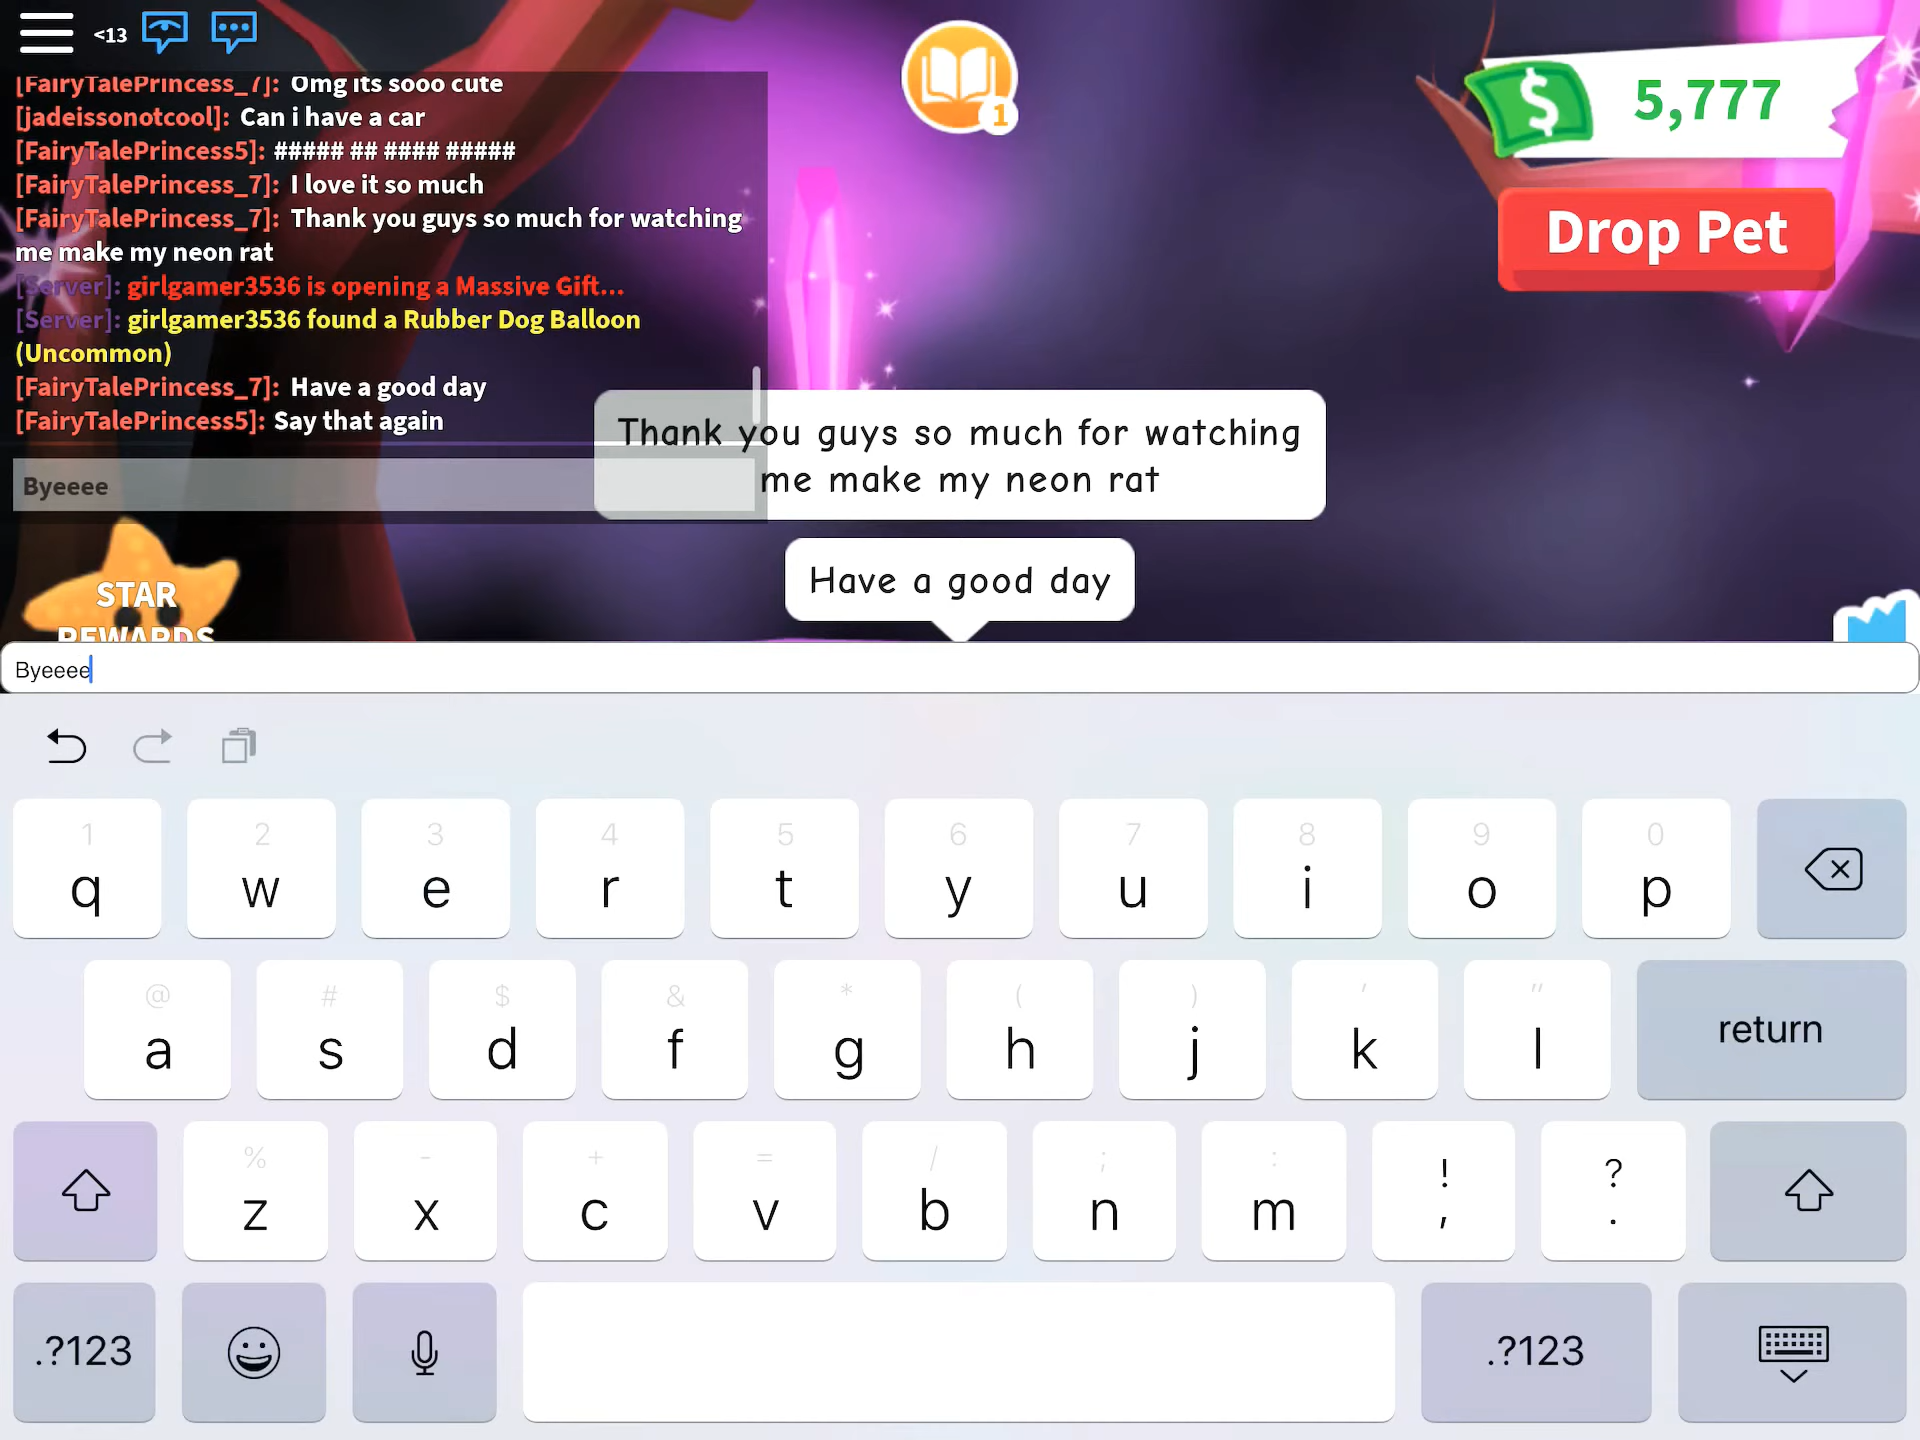 <13
[FairyTalePrincess_7]: Omg its sooo cute
[jadeissonotcool]: Can i have a car
[FairyTalePrincess5]: ##### ## #### #####
[FairyTalePrincess_7]: I love it so much
[FairyTalePrincess_7]: Thank you guys so much for watching
me make my neon rat
[Server]: girlgamer3536 is opening a Massive Gift...
[Server]: girlgamer3536 found a Rubber Dog Balloon
(Uncommon)
[FairyTalePrincess_7]: Have a good day
[FairyTalePrincess5]: Say that again
Byeeee
1
5,777
Drop Pet
Thank you guys so much for watching
me make my neon rat
Have a good day
STAR
REWARDS
Byeeee
1 2 3 4 5 6 7 8 9 0
q w e r t y u i o p
@ # $ & * ( ) ' "
a s d f g h j k l return
% - + = / ; : ! ?
z x c v b n m , .
.?123 .?123